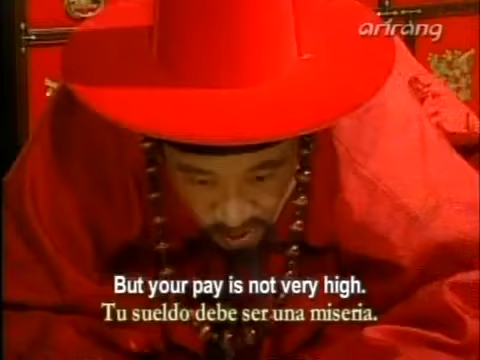 arirang
But your pay is not very high.
Tu sueldo debe ser una miseria.